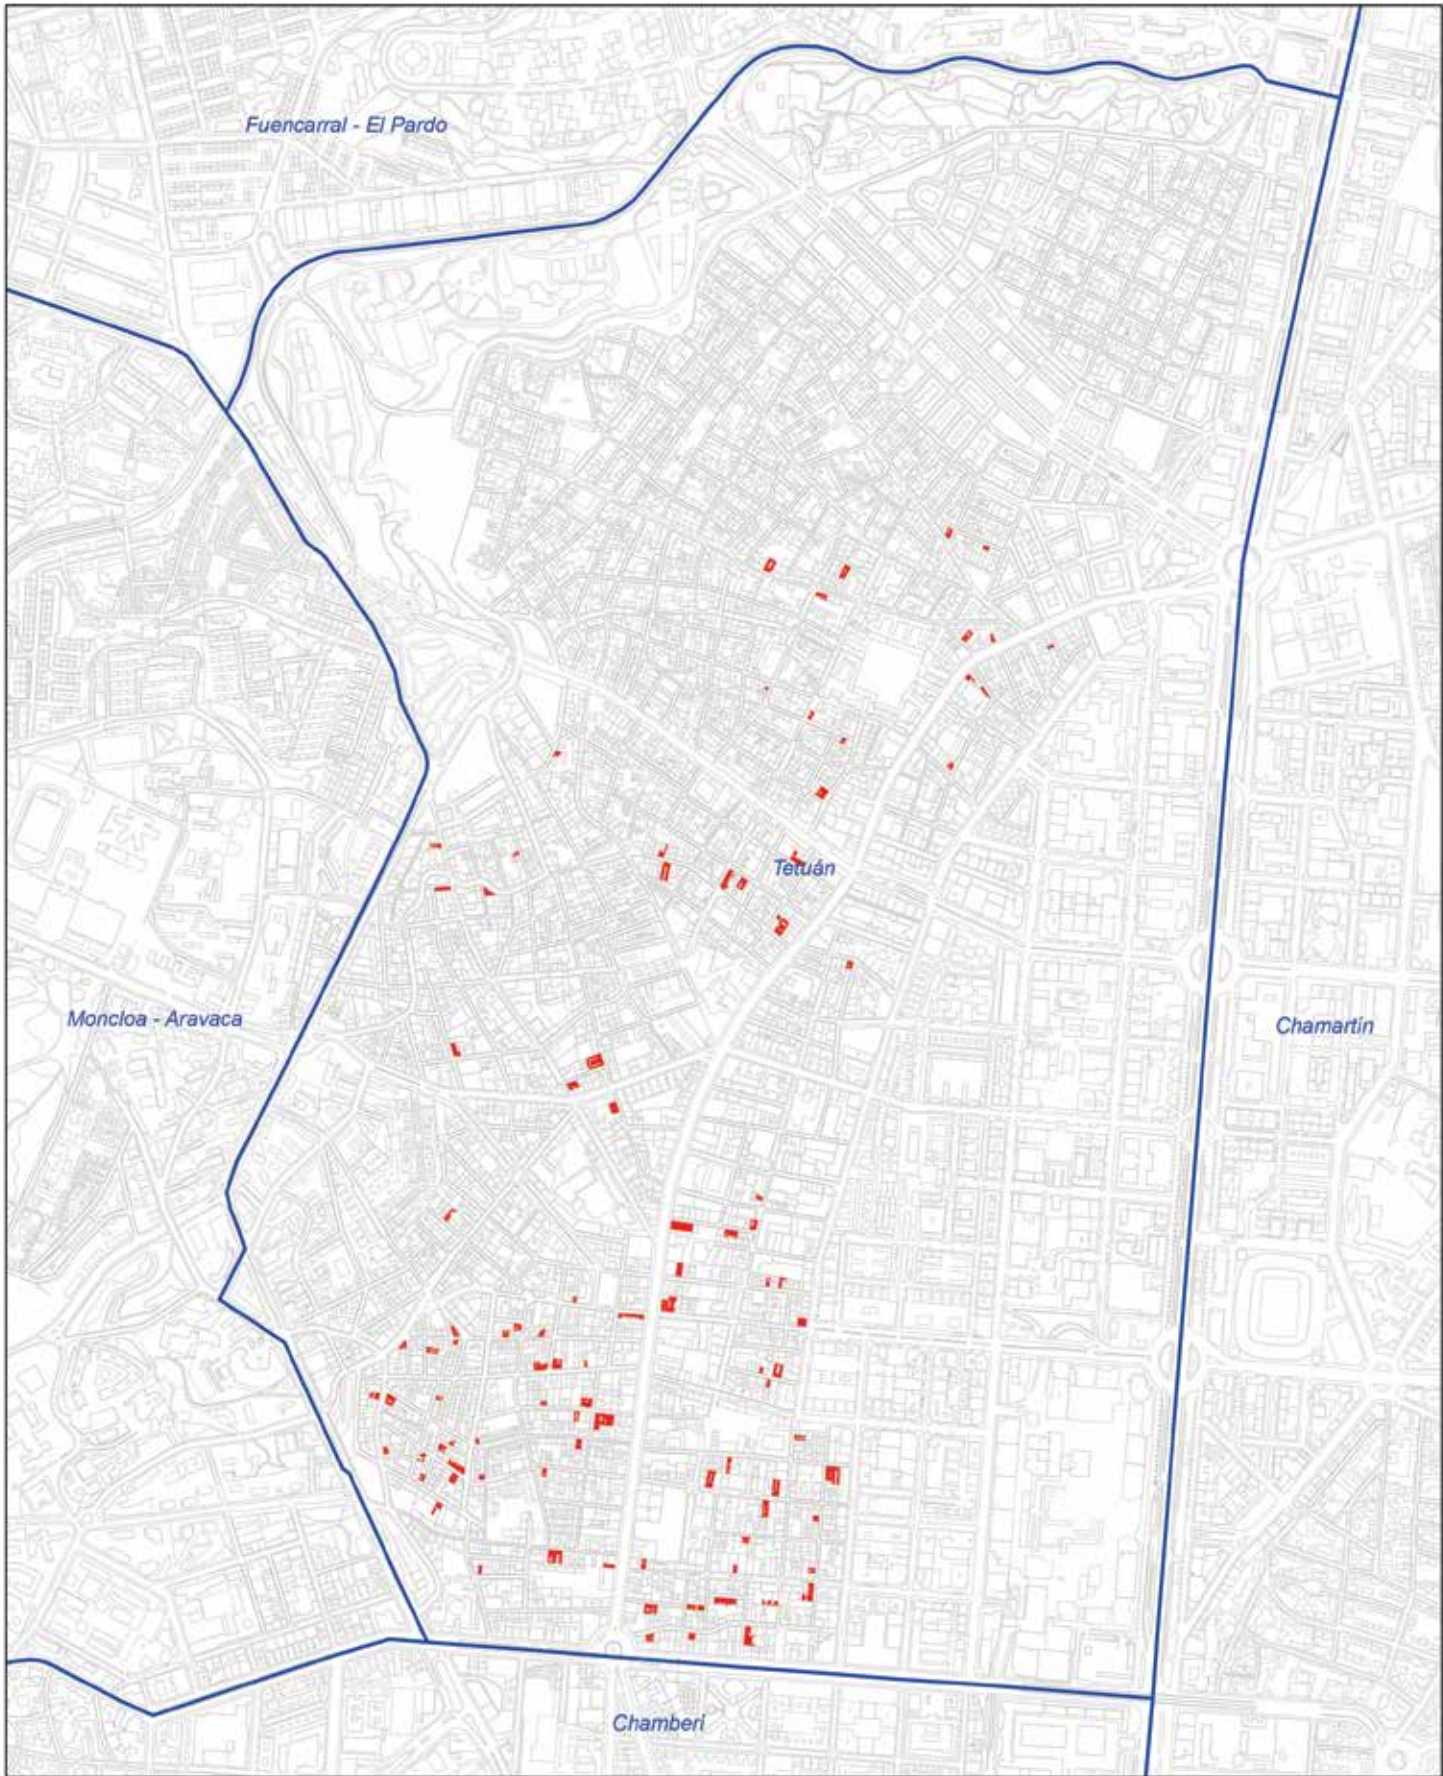 Fuencarral - El Pardo
Tetuán
Moncloa - Aravaca
Chamartín
Chamberí